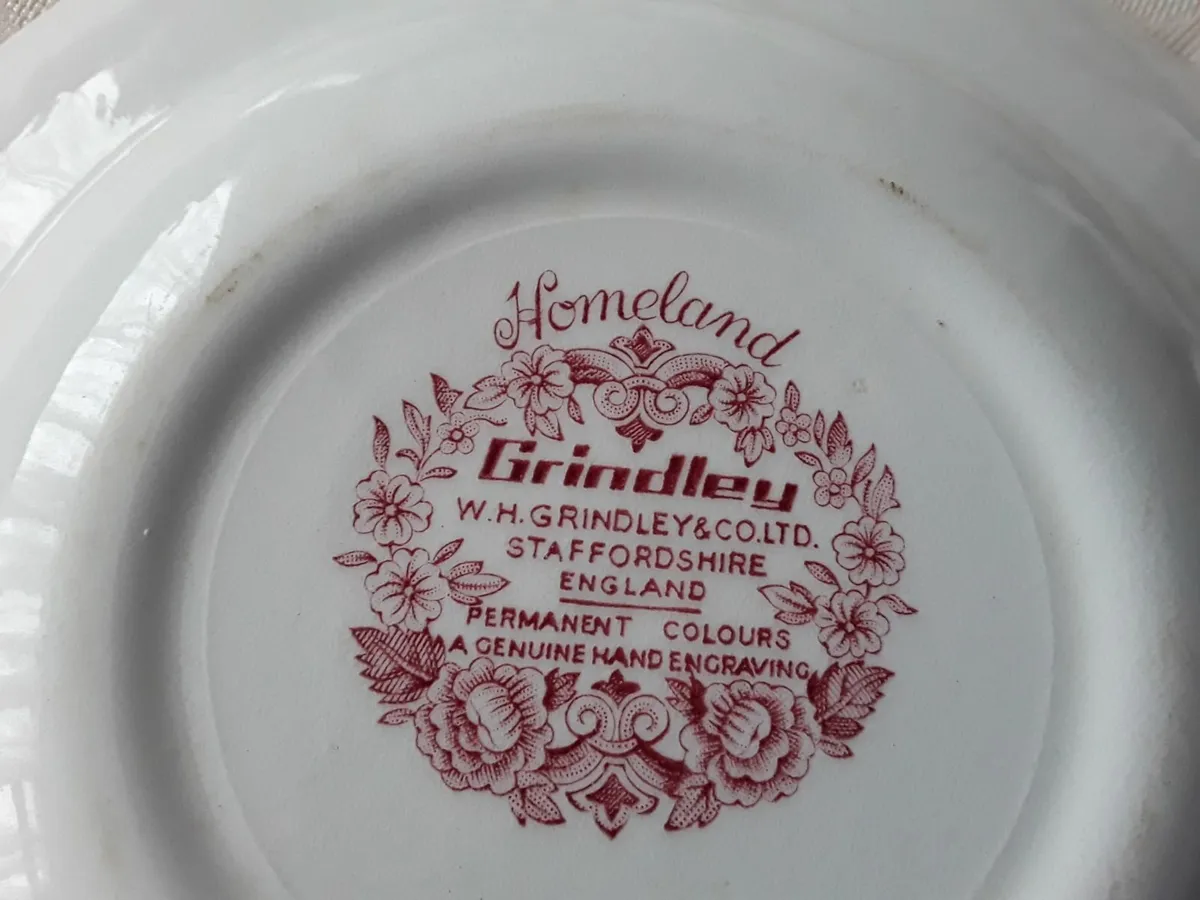 Homeland
Grindley
W.H. GRINDLEY & CO.LTD.
STAFFORDSHIRE
ENGLAND
PERMANENT COLOURS
A GENUINE HAND ENGRAVING